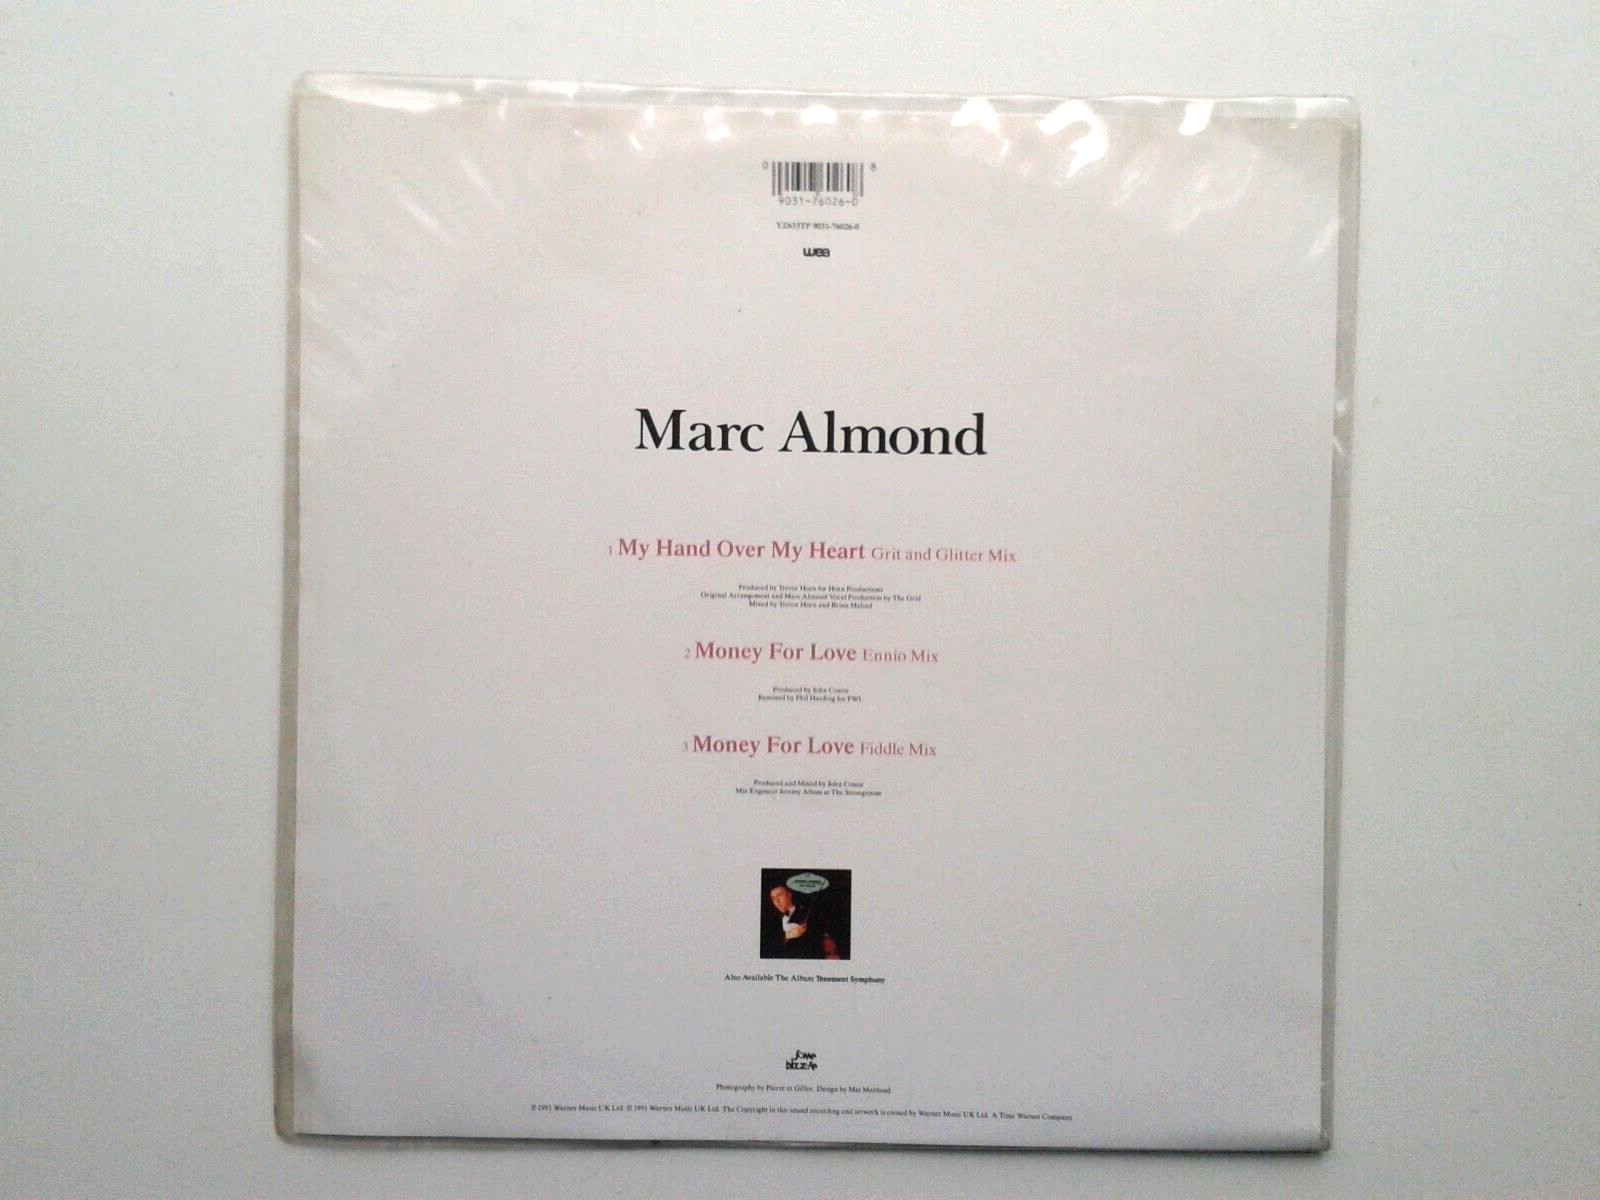 0 8
9031-76026-0
YZ633TP 9031-76026-0
wea
Marc Almond
1 My Hand Over My Heart Grit and Glitter Mix
Produced by Trevor Horn for Horn Productions
Original Arrangement and Marc Almond Vocal Production by The Grid
Mixed by Trevor Horn and Brian Malouf
2 Money For Love Ennio Mix
Produced by John Coxon
Remixed by Phil Harding for PWL
3 Money For Love Fiddle Mix
Produced and Mixed by John Coxon
Mix Engineer Jeremy Allom at The Strongroom
Also Available The Album Tenement Symphony
some
bizzare
Photography by Pierre et Gilles. Design by Mat Maitland
℗ 1991 Warner Music UK Ltd. © 1991 Warner Music UK Ltd. The Copyright in this sound recording and artwork is owned by Warner Music UK Ltd. A Time Warner Company.